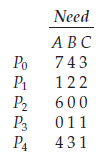 Need
A B C
P0 7 4 3
P1 1 2 2
P2 6 0 0
P3 0 1 1
P4 4 3 1